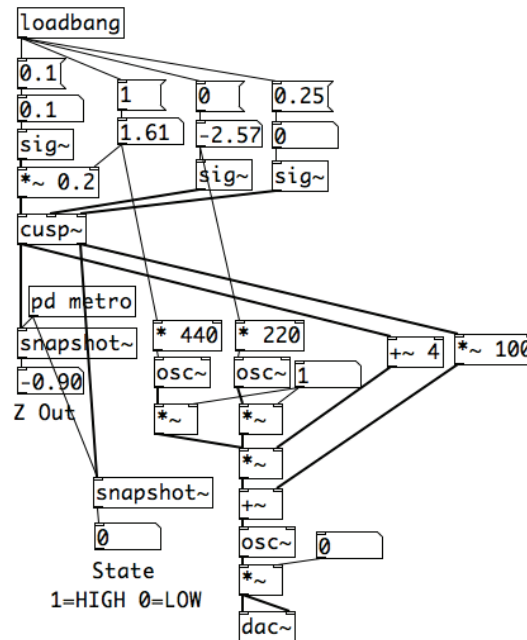 loadbang
0.1 1 0 0.25
0.1 1.61 -2.57 0
sig~ sig~ sig~
*~ 0.2
cusp~
pd metro
snapshot~ * 440 * 220 +~ 4 *~ 100
-0.90 osc~ osc~ 1
Z Out *~ *~
*~
snapshot~ +~
0 osc~ 0
State *~
1=HIGH 0=LOW
dac~